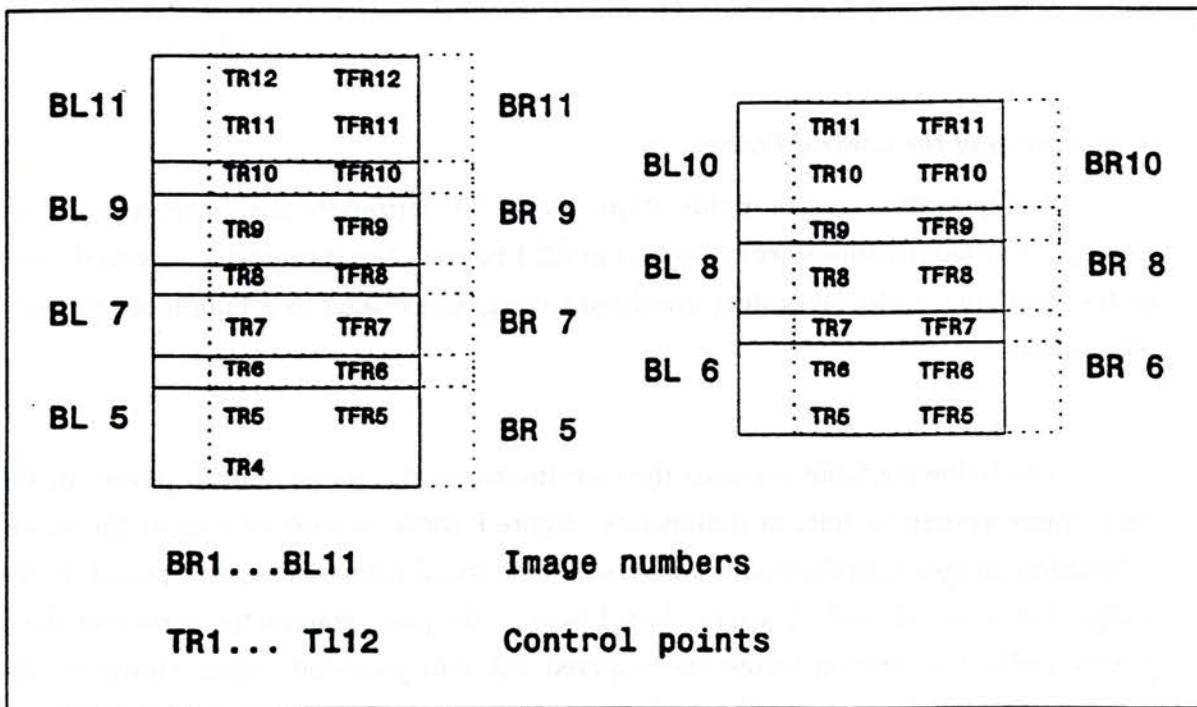 TR12 TFR12
BL11 BR11
TR11 TFR11
TR10 TFR10
BL 9 BR 9
TR9 TFR9
TR8 TFR8
BL 7 TR7 TFR7 BR 7
TR6 TFR6
BL 5 TR5 TFR5 BR 5
TR4
TR11 TFR11
BL10 BR10
TR10 TFR10
TR9 TFR9
BL 8 TR8 TFR8 BR 8
TR7 TFR7
BL 6 TR6 TFR6 BR 6
TR5 TFR5
BR1 ...BL11 Image numbers
TR1... Tl12 Control points